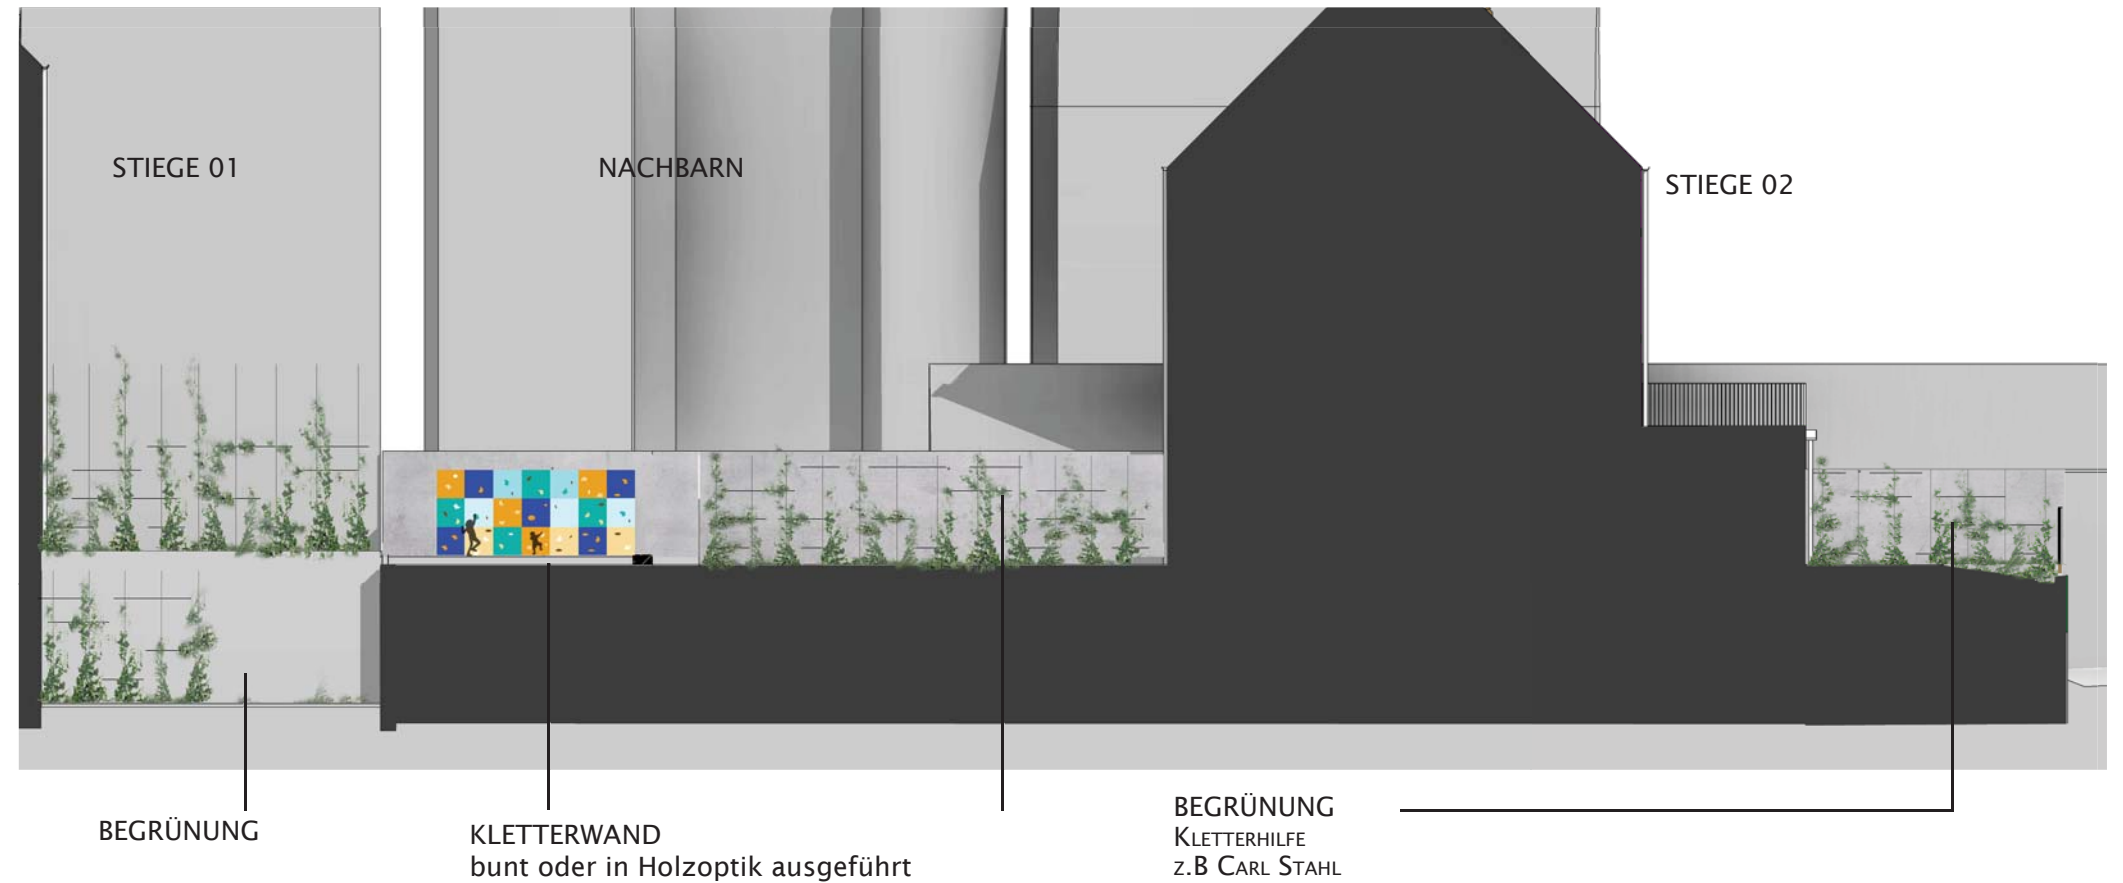 STIEGE 01
NACHBARN
STIEGE 02
BEGRÜNUNG
KLETTERWAND
bunt oder in Holzoptik ausgeführt
BEGRÜNUNG
KLETTERHILFE
Z.B CARL STAHL